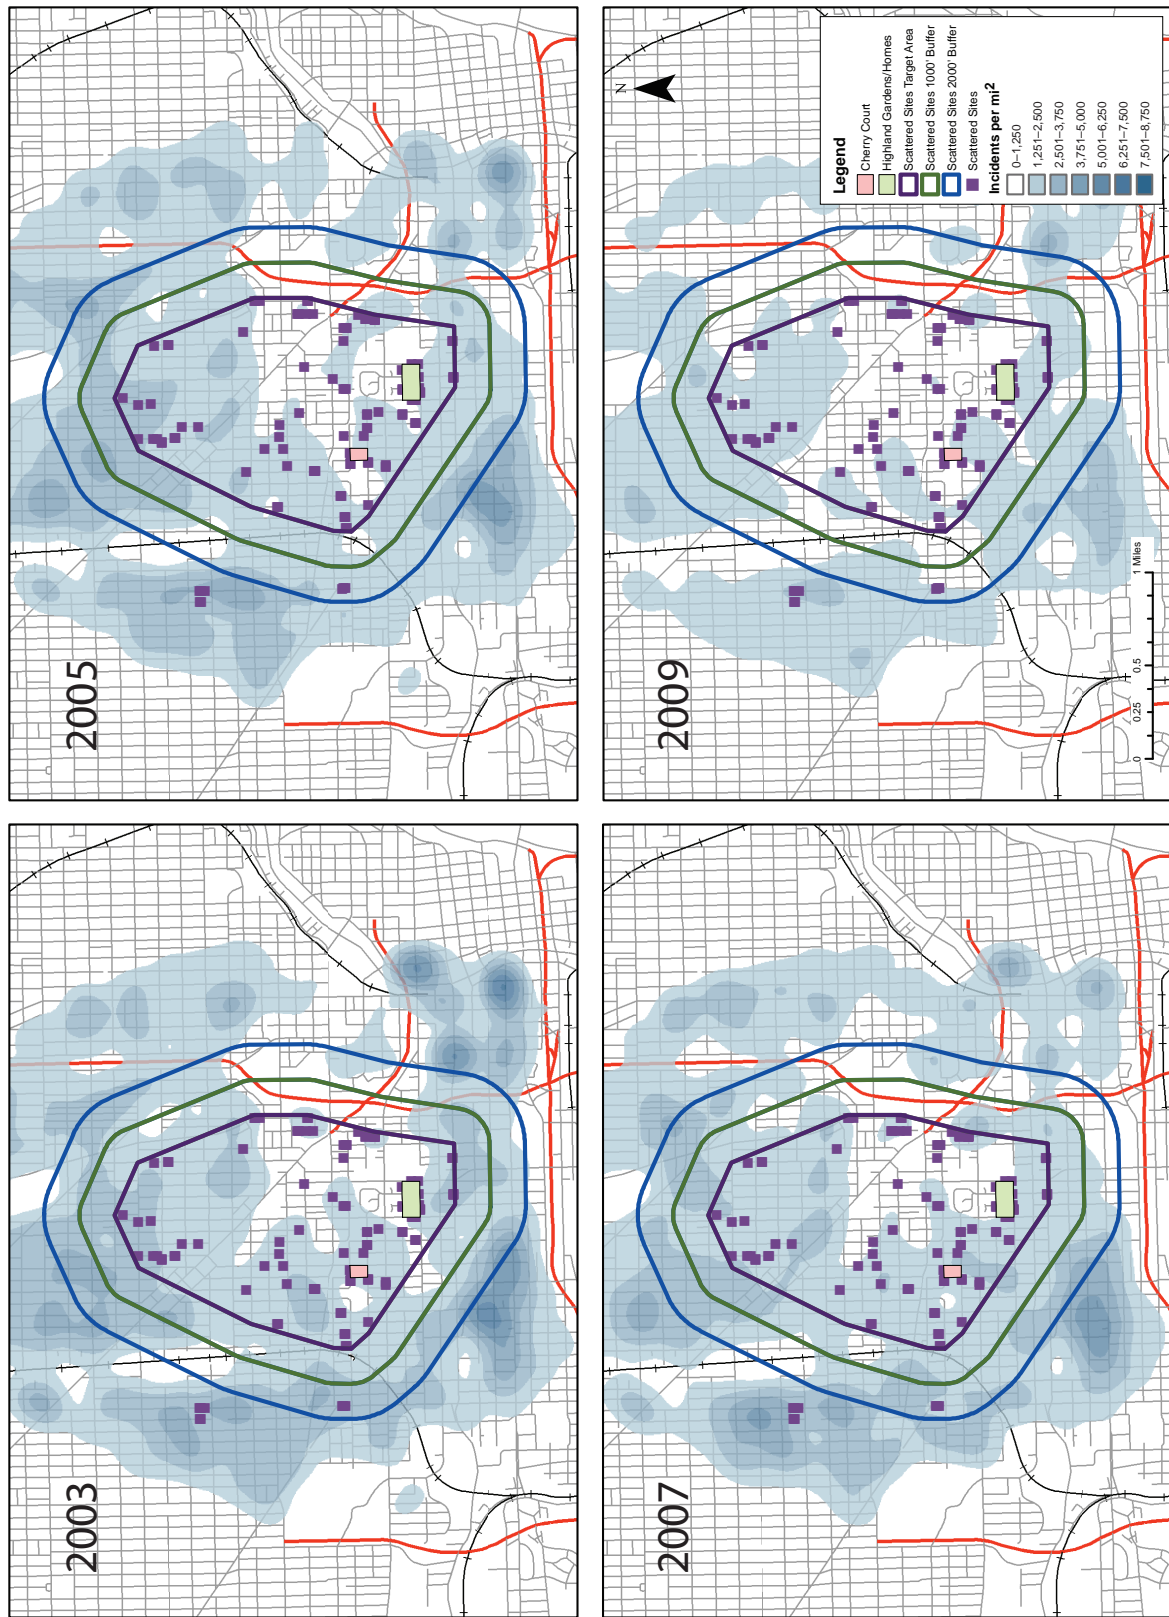 2003
2005
2007
2009
N
Legend
Cherry Court
Highland Gardens/Homes
Scattered Sites Target Area
Scattered Sites 1000' Buffer
Scattered Sites 2000' Buffer
Scattered Sites
Incidents per mi2
0–1,250
1,251–2,500
2,501–3,750
3,751–5,000
5,001–6,250
6,251–7,500
7,501–8,750
0 0.25 0.5 1 Miles